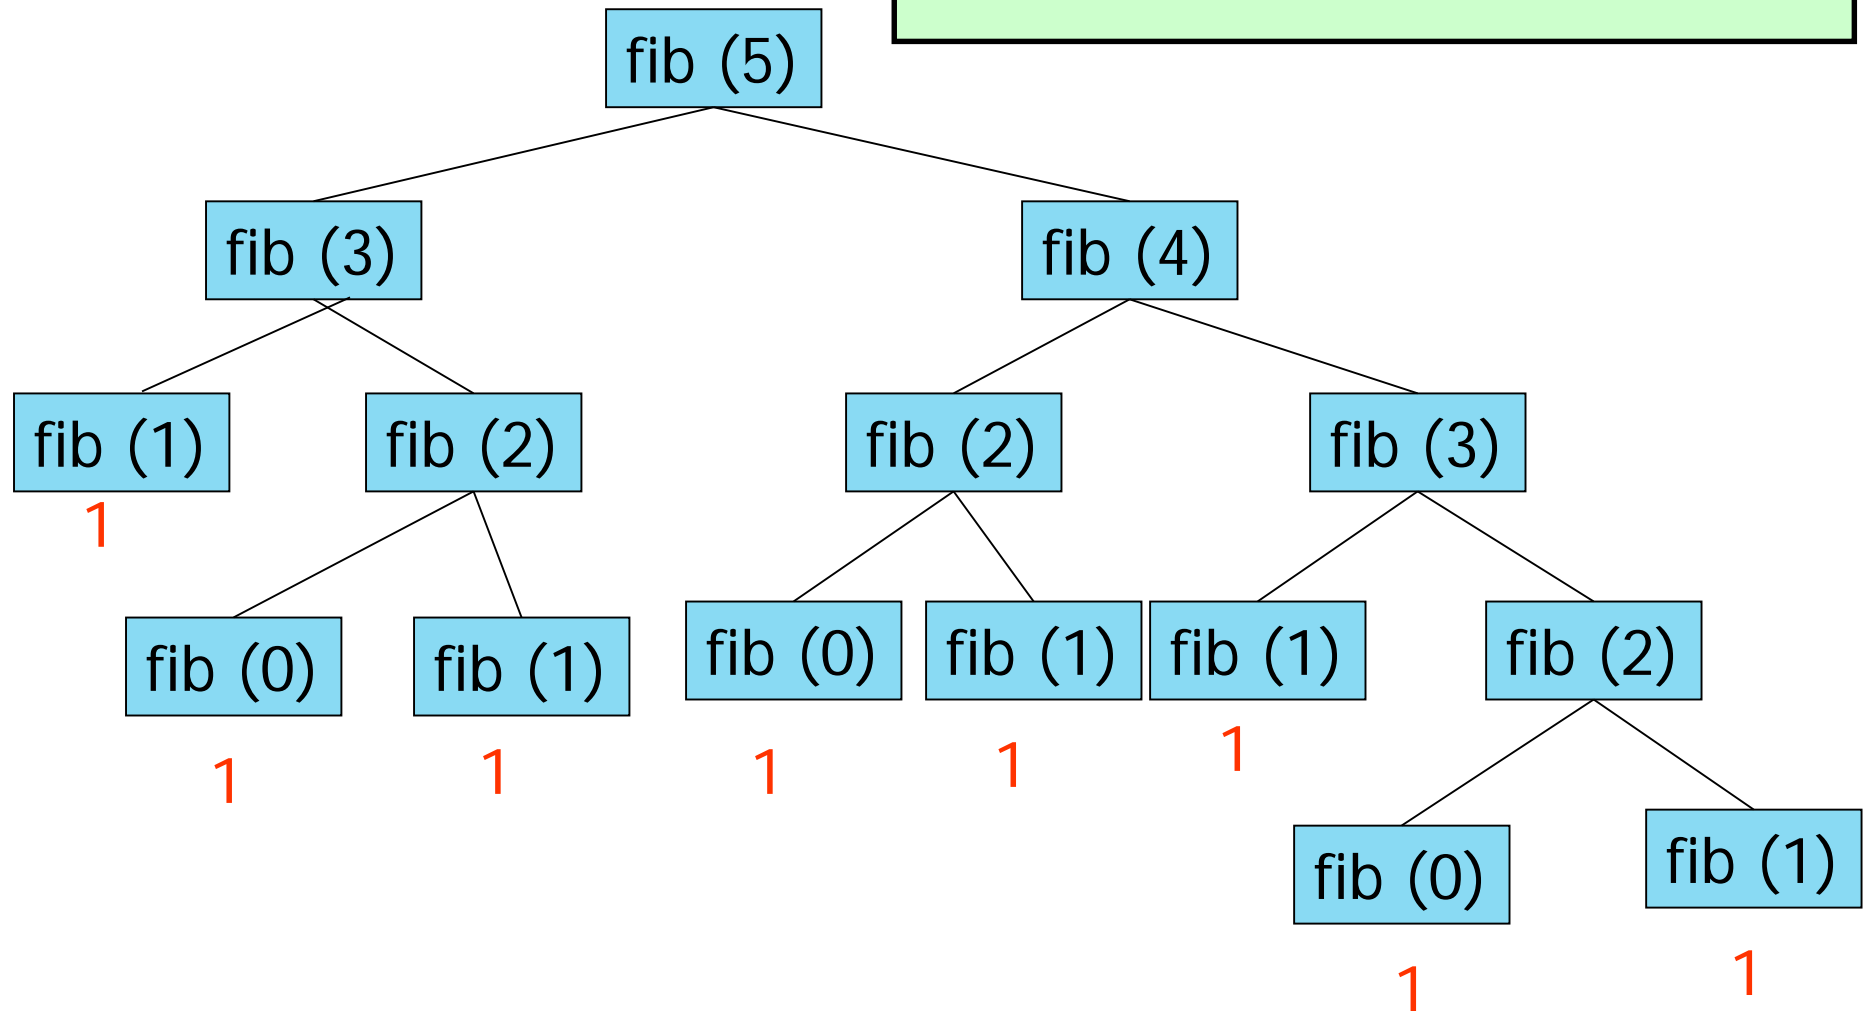 fib (5)
fib (3)
fib (4)
fib (1)
fib (2)
fib (2)
fib (3)
1
fib (0)
fib (1)
fib (0)
fib (1)
fib (1)
fib (2)
1
1
1
1
1
fib (0)
fib (1)
1
1